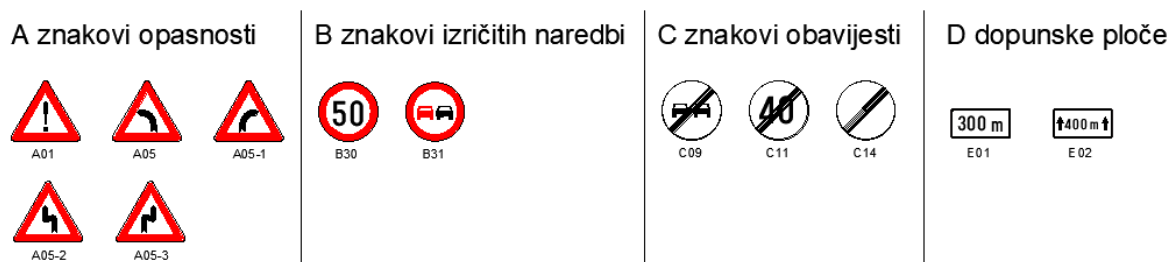 A znakovi opasnosti
A01
A05
A05-1
A05-2
A05-3
B znakovi izričitih naredbi
50
B30
B31
C znakovi obavijesti
C09
40
C11
C14
D dopunske ploče
300 m
E01
400 m
E02